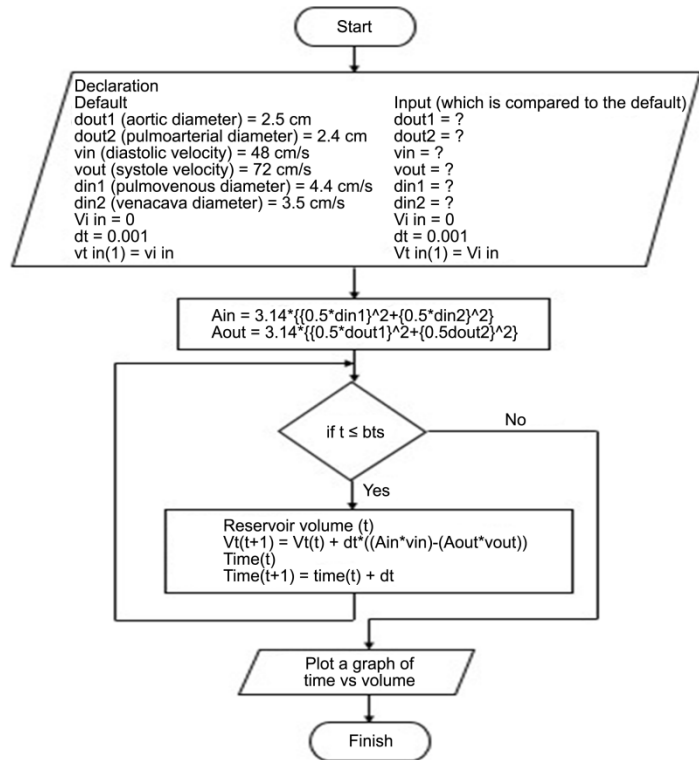 Start
Declaration
Default
dout1 (aortic diameter) = 2.5 cm
dout2 (pulmoarterial diameter) = 2.4 cm
vin (diastolic velocity) = 48 cm/s
vout (systole velocity) = 72 cm/s
din1 (pulmovenous diameter) = 4.4 cm/s
din2 (venacava diameter) = 3.5 cm/s
Vi in = 0
dt = 0.001
vt in(1) = vi in
Input (which is compared to the default)
dout1 = ?
dout2 = ?
vin = ?
vout = ?
din1 = ?
din2 = ?
Vi in = 0
dt = 0.001
Vt in(1) = Vi in
Ain = 3.14*{{0.5*din1}^2+{0.5*din2}^2}
Aout = 3.14*{{0.5*dout1}^2+{0.5dout2}^2}
if t ≤ bts
No
Yes
Reservoir volume (t)
Vt(t+1) = Vt(t) + dt*((Ain*vin)-(Aout*vout))
Time(t)
Time(t+1) = time(t) + dt
Plot a graph of
time vs volume
Finish